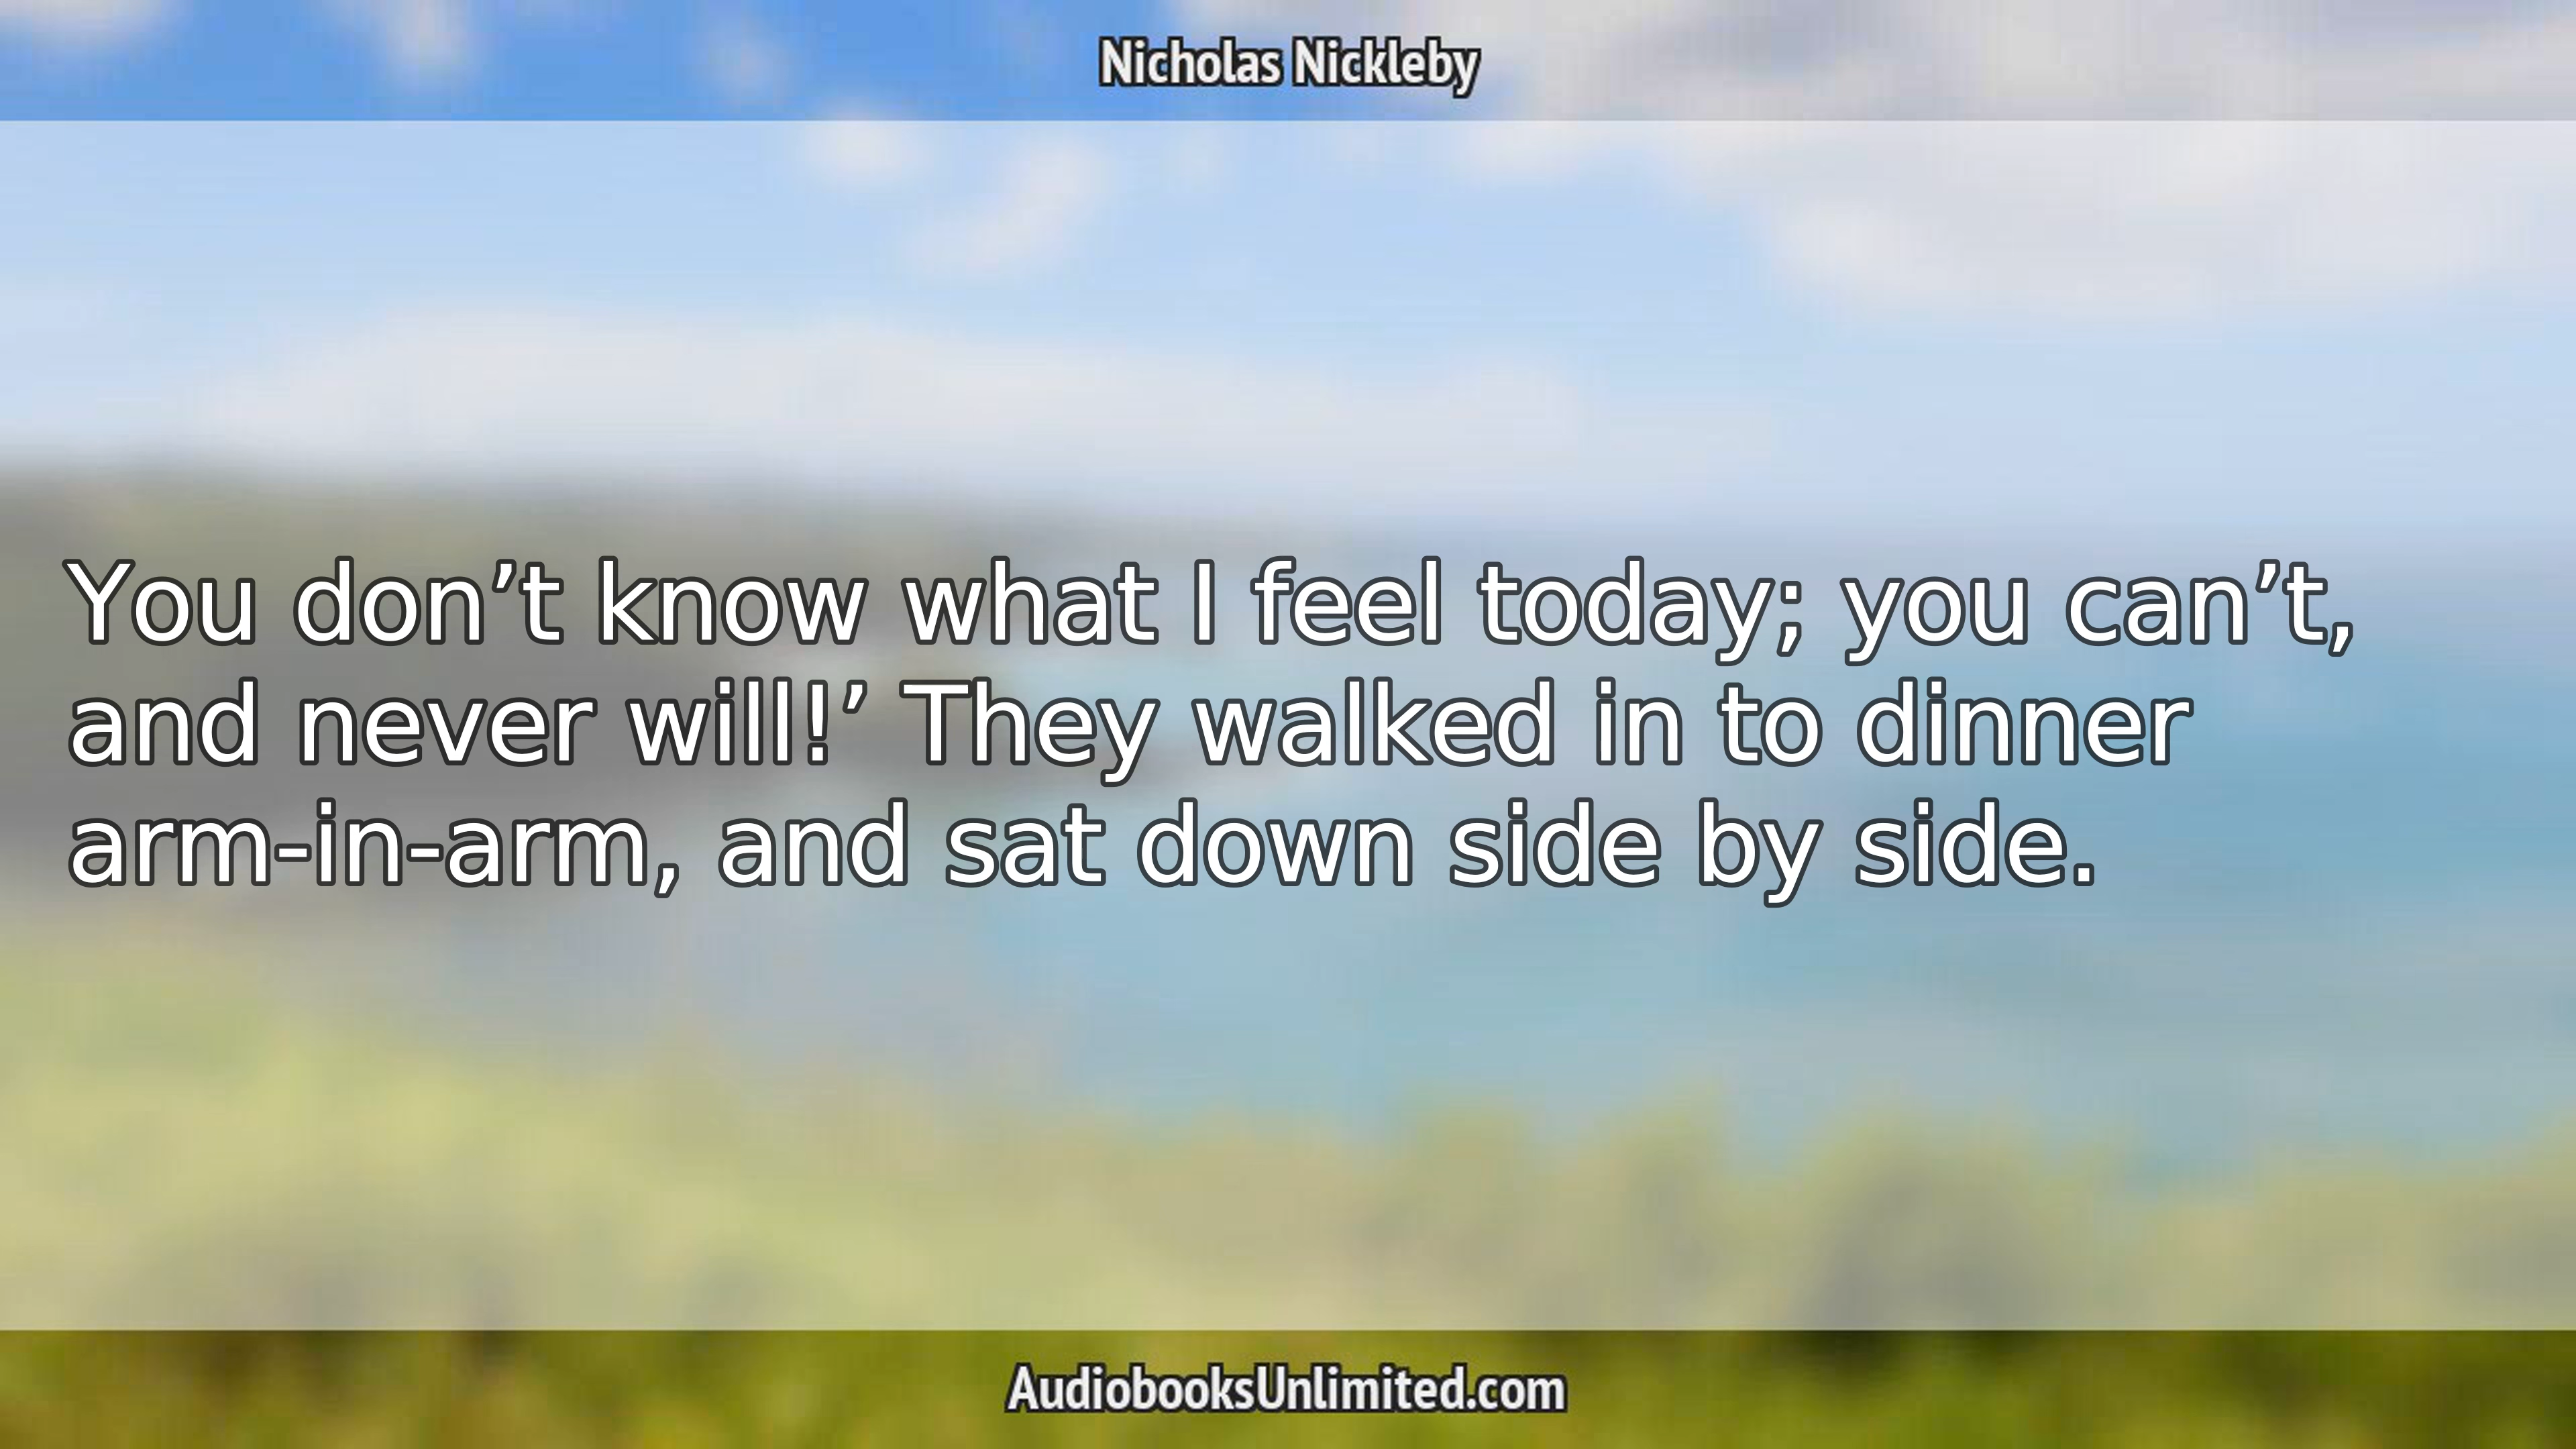 Nicholas Nickleby
You don’t know what I feel today; you can’t,
and never will!’ They walked in to dinner
arm-in-arm, and sat down side by side.
AudiobooksUnlimited.com